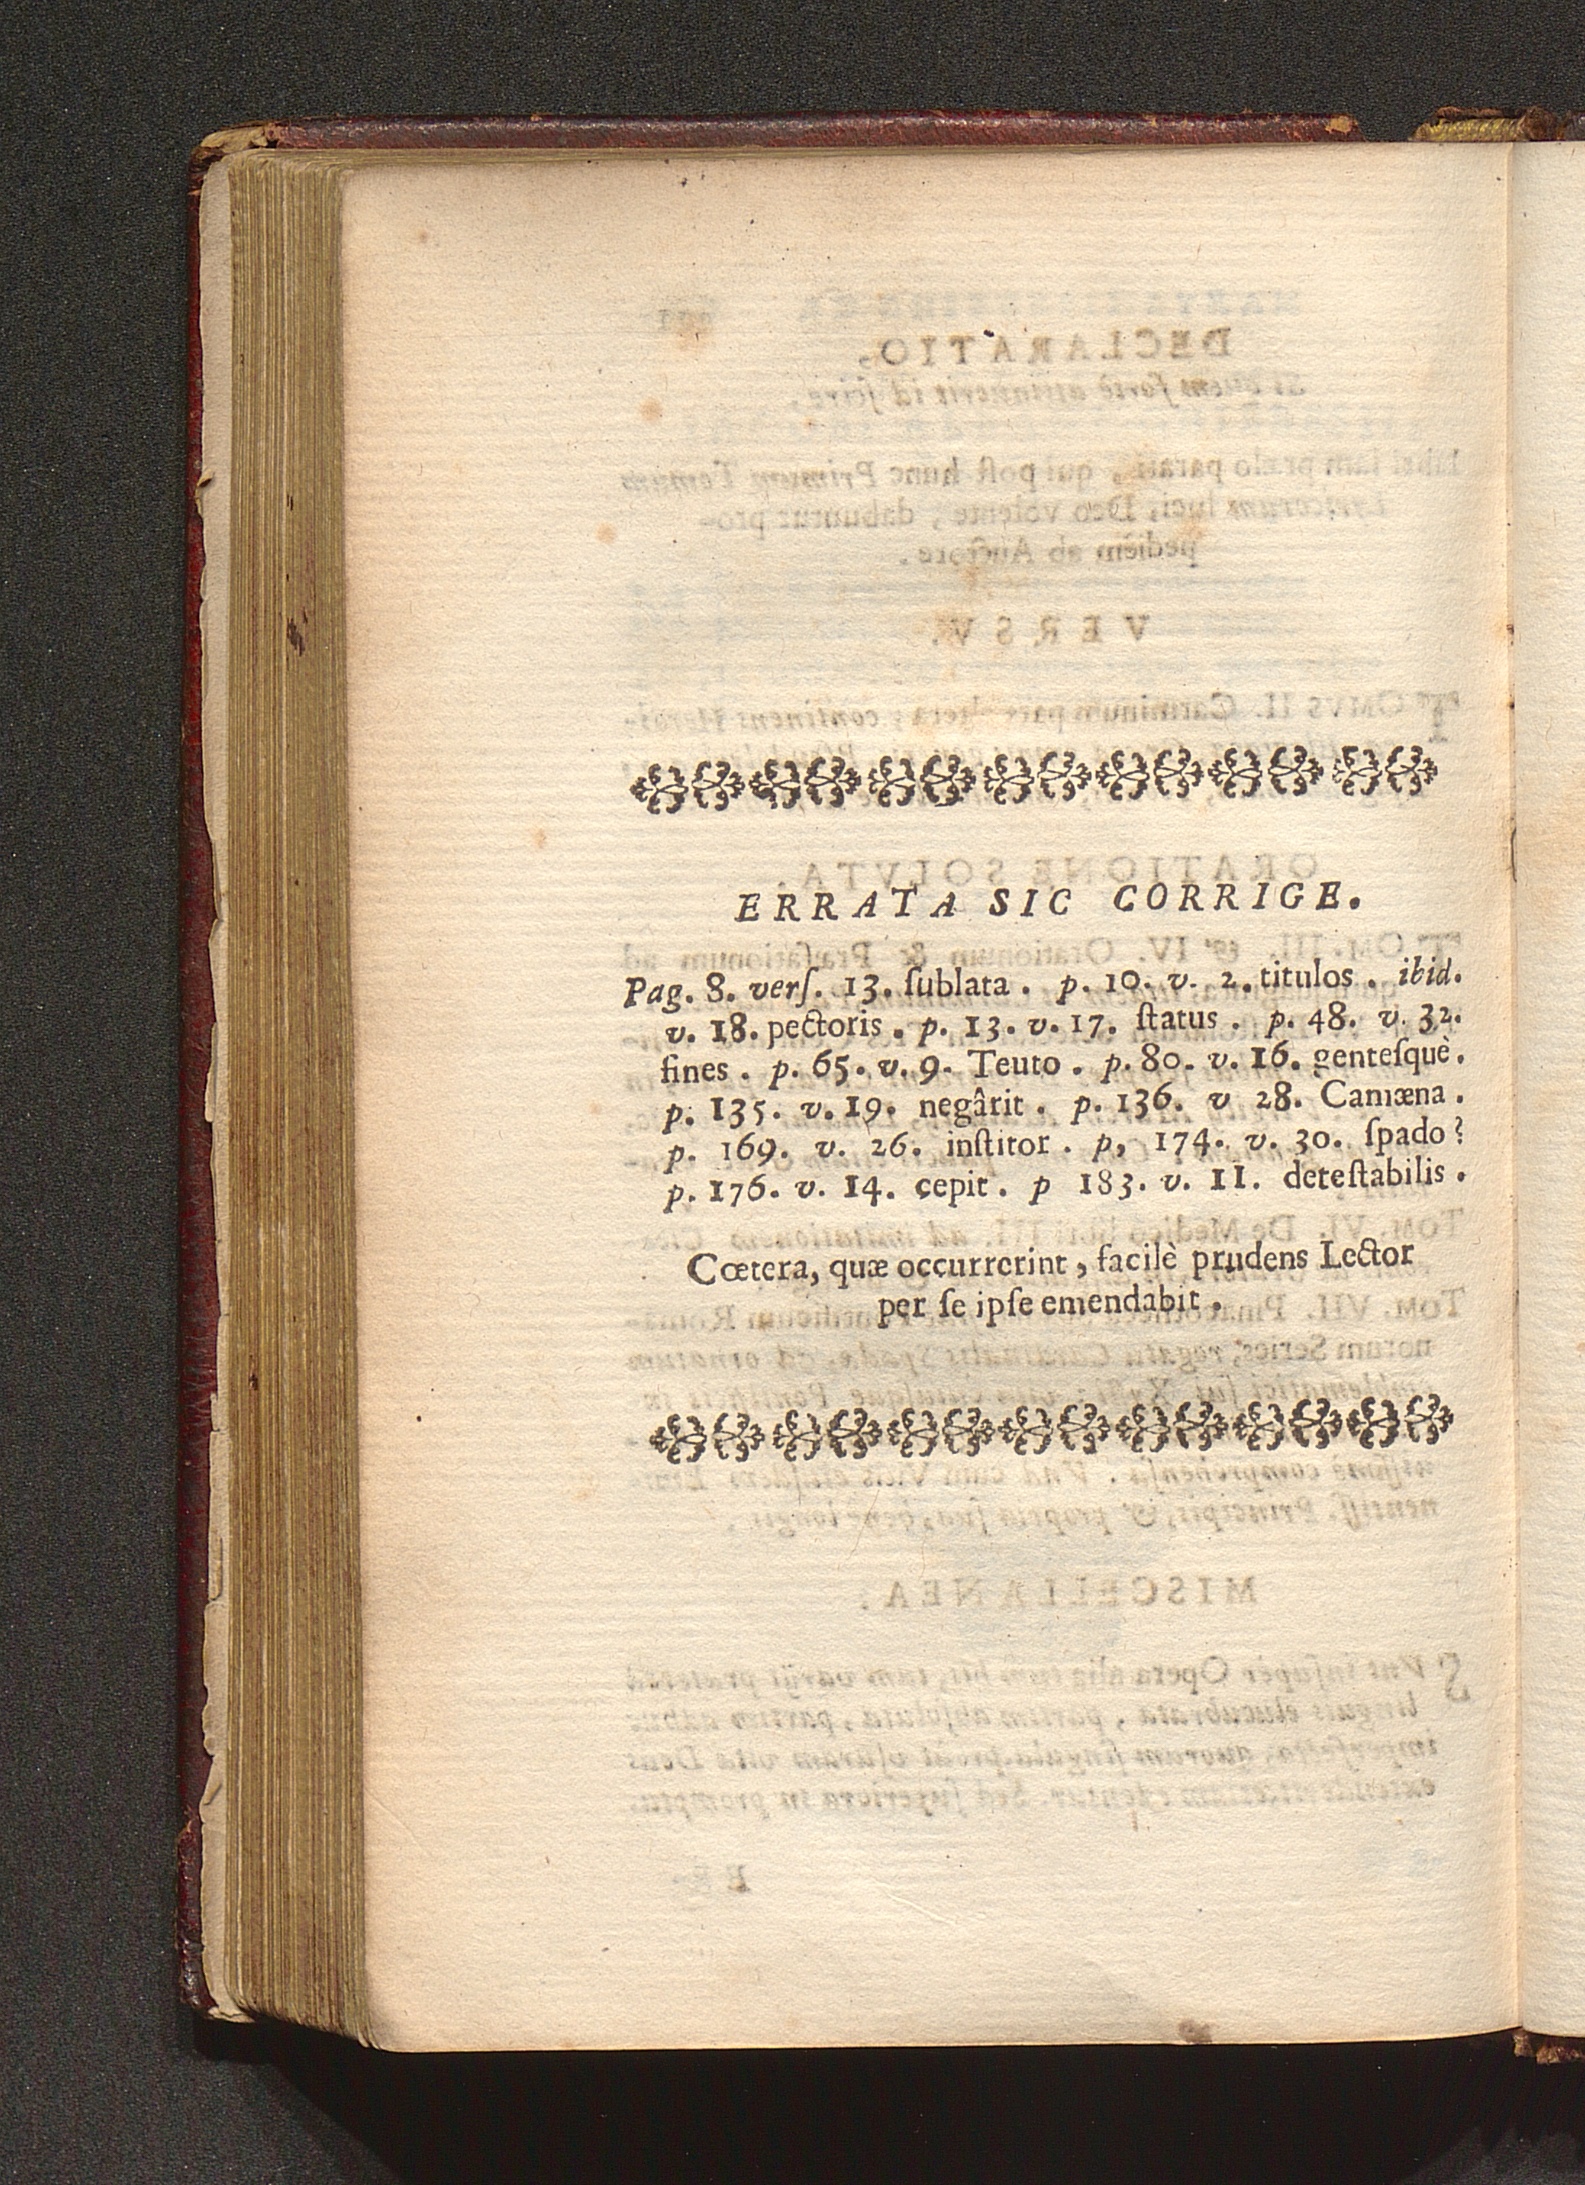 ERRATA SIC CORRIGE.
Pag. 8. verſ. 13. ſublata. p. 10. v. 2. titulos. ibid.
v. 18. pectoris. p. 13. v. 17. ſtatus. p. 48. v. 32.
fines. p. 65. v. 9. Teuto. p. 80. v. 16. genteſquè.
p. 135. v. 19. negârit. p. 136. v 28. Camœna.
p. 169. v. 26. inſtitor. p, 174. v. 30. ſpado?
p. 176. v. 14. cepit. p 183. v. 11. deteſtabilis.
Cœtera, quæ occurrerint, facilè prudens Lector
per ſe ipſe emendabit.